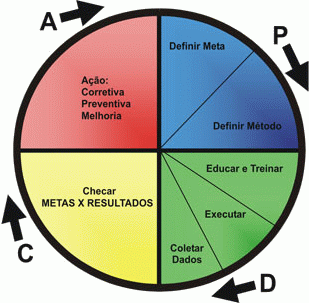 A
P
Definir Meta
Definir Método
Ação:
Corretiva
Preventiva
Melhoria
Educar e Treinar
Executar
Coletar
Dados
Checar
METAS X RESULTADOS
C
D